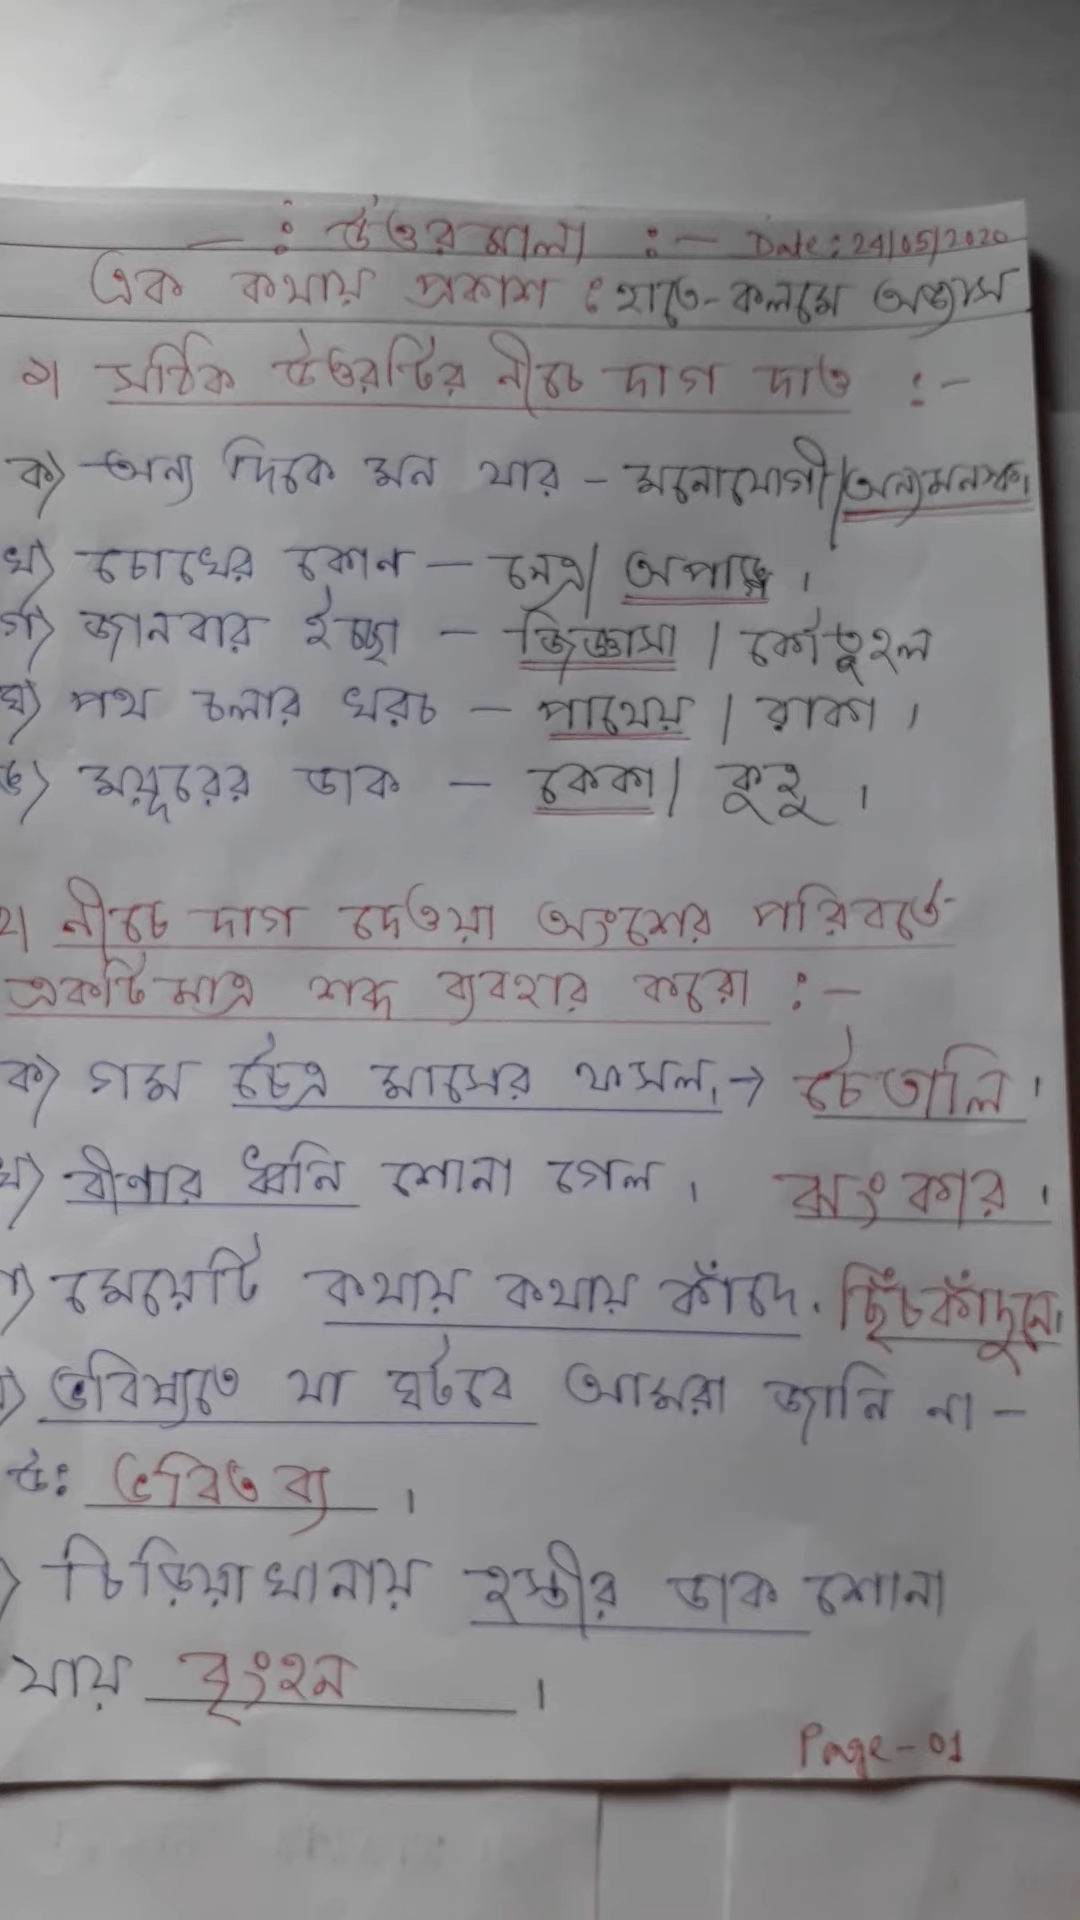 —: উত্তরমালা :— Date: 24/05/2020
এক কথায় প্রকাশ : হাতে-কলমে অভ্যাস
১) সঠিক উত্তরটির নীচে দাগ দাও :—
ক) অন্য দিকে মন যার – মনোযোগী/অন্যমনস্ক।
খ) চোখের কোণ — নেত্র/ অপাঙ্গ।
গ) জানবার ইচ্ছা — জিজ্ঞাসা / কৌতুহল
ঘ) পথ চলার খরচ — পাথেয় / রাকা।
ঙ) ময়ূরের ডাক — কেকা/ কুহু।
২) নীচে দাগ দেওয়া অংশের পরিবর্তে
একটিমাত্র শব্দ ব্যবহার করো :—
ক) গম চৈত্র মাসের ফসল। → চৈতালি।
খ) বীণার ধ্বনি শোনা গেল। ঝংকার।
গ) মেয়েটি কথায় কথায় কাঁদে। ছিঁচকাঁদুনে।
ঘ) ভবিষ্যতে যা ঘটবে আমরা জানি না —
উঃ ভবিতব্য।
) চিড়িয়াখানায় হস্তীর ডাক শোনা
যায় বৃংহন।
Page-01